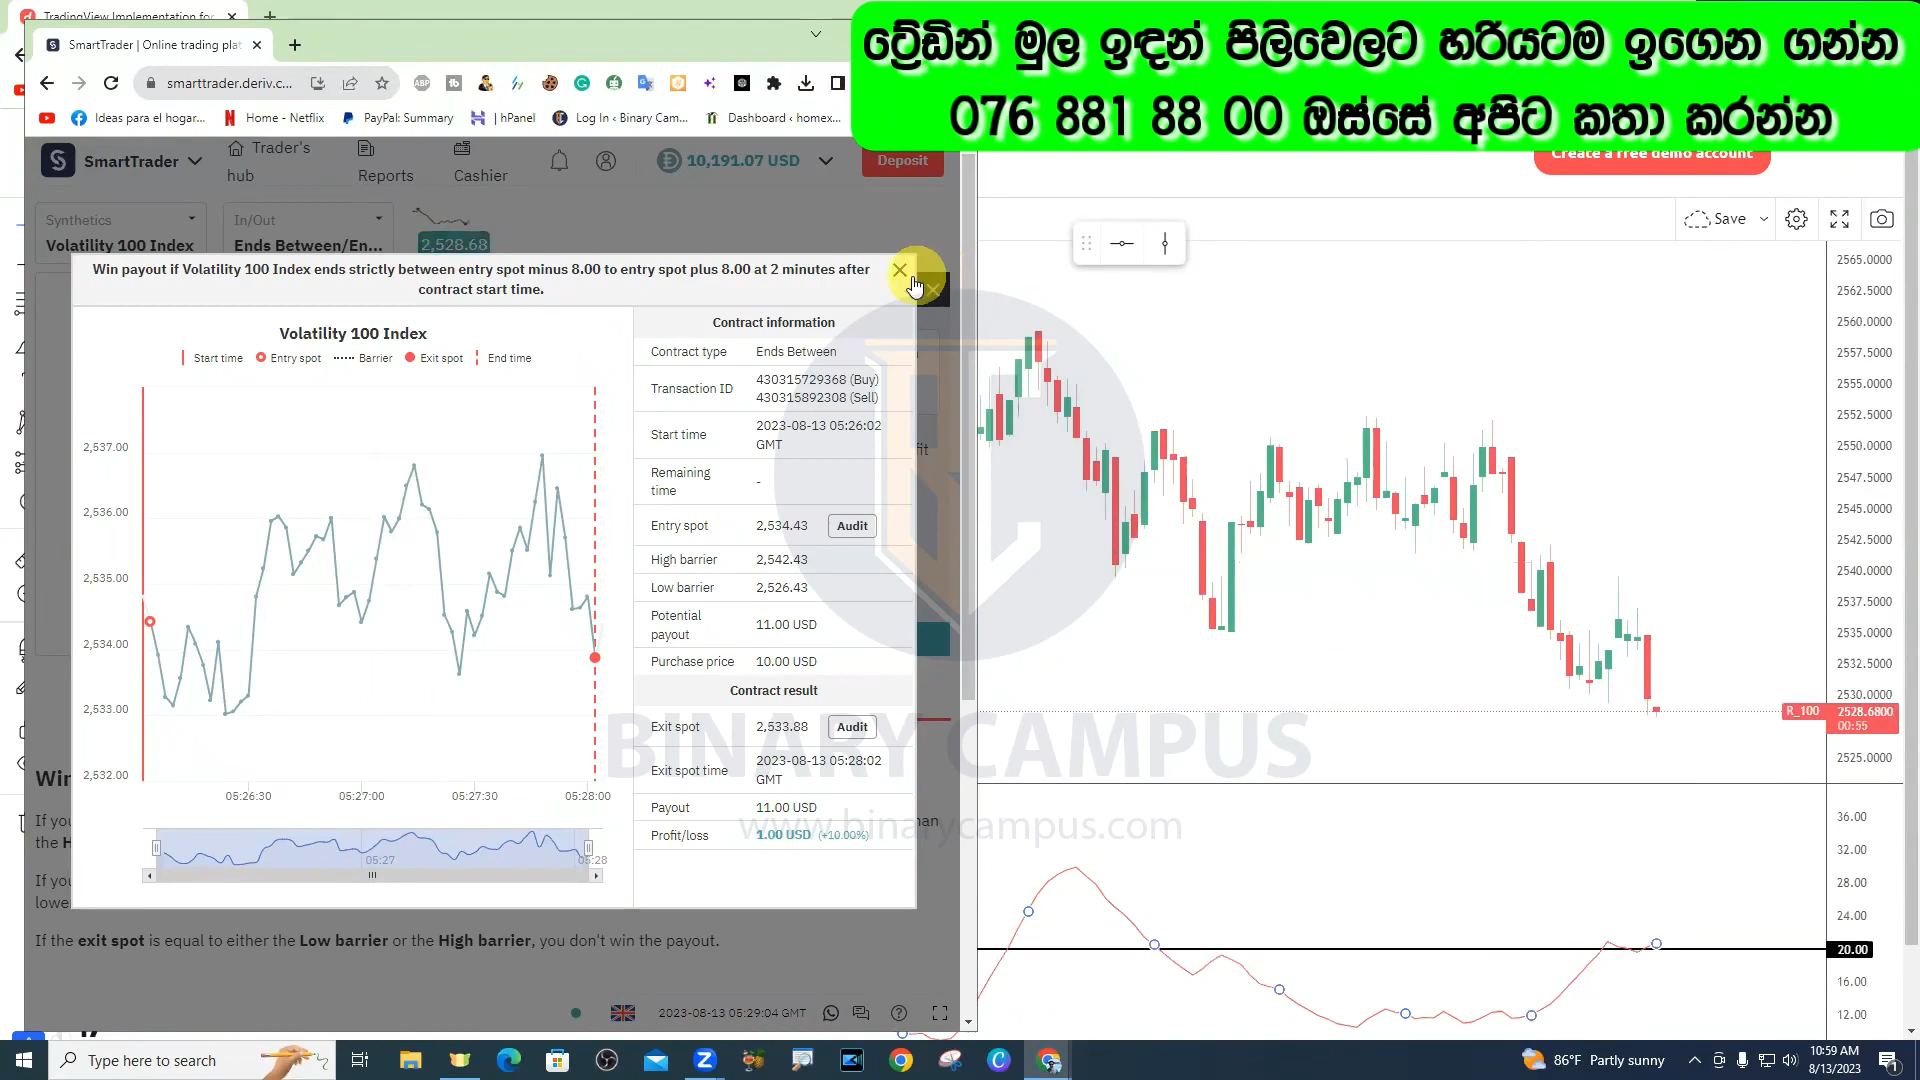 ට්‍රේඩින් මුල ඉඳන් පිලිවෙලට හරියටම ඉගෙන ගන්න
076 881 88 00 ඔස්සේ අපිට කතා කරන්න
TradingView Implementation for
SmartTrader | Online trading plat
smarttrader.deriv.c...
Ideas para el hogar...
Home - Netflix
PayPal: Summary
hPanel
Log In ‹ Binary Cam...
Dashboard ‹ homex...
SmartTrader
Trader's hub
Reports
Cashier
10,191.07 USD
Deposit
Create a free demo account
Synthetics
Volatility 100 Index
In/Out
Ends Between/En...
2,528.68
Save
Win payout if Volatility 100 Index ends strictly between entry spot minus 8.00 to entry spot plus 8.00 at 2 minutes after
contract start time.
Volatility 100 Index
Start time
Entry spot
Barrier
Exit spot
End time
2,537.00
2,536.00
2,535.00
2,534.00
2,533.00
2,532.00
05:26:30
05:27:00
05:27:30
05:28:00
05:27
05:28
Contract information
Contract type Ends Between
Transaction ID 430315729368 (Buy)
430315892308 (Sell)
Start time 2023-08-13 05:26:02
GMT
Remaining
time -
Entry spot 2,534.43 Audit
High barrier 2,542.43
Low barrier 2,526.43
Potential
payout 11.00 USD
Purchase price 10.00 USD
Contract result
Exit spot 2,533.88 Audit
Exit spot time 2023-08-13 05:28:02
GMT
Payout 11.00 USD
Profit/loss 1.00 USD (+10.00%)
Win
If you
the H
If you
lowe
If the exit spot is equal to either the Low barrier or the High barrier, you don't win the payout.
2023-08-13 05:29:04 GMT
BINARY CAMPUS
www.binarycampus.com
2565.0000
2562.5000
2560.0000
2557.5000
2555.0000
2552.5000
2550.0000
2547.5000
2545.0000
2542.5000
2540.0000
2537.5000
2535.0000
2532.5000
2530.0000
R_100 2528.6800
00:55
2525.0000
36.00
32.00
28.00
24.00
20.00
16.00
12.00
Type here to search
86°F Partly sunny
10:59 AM
8/13/2023